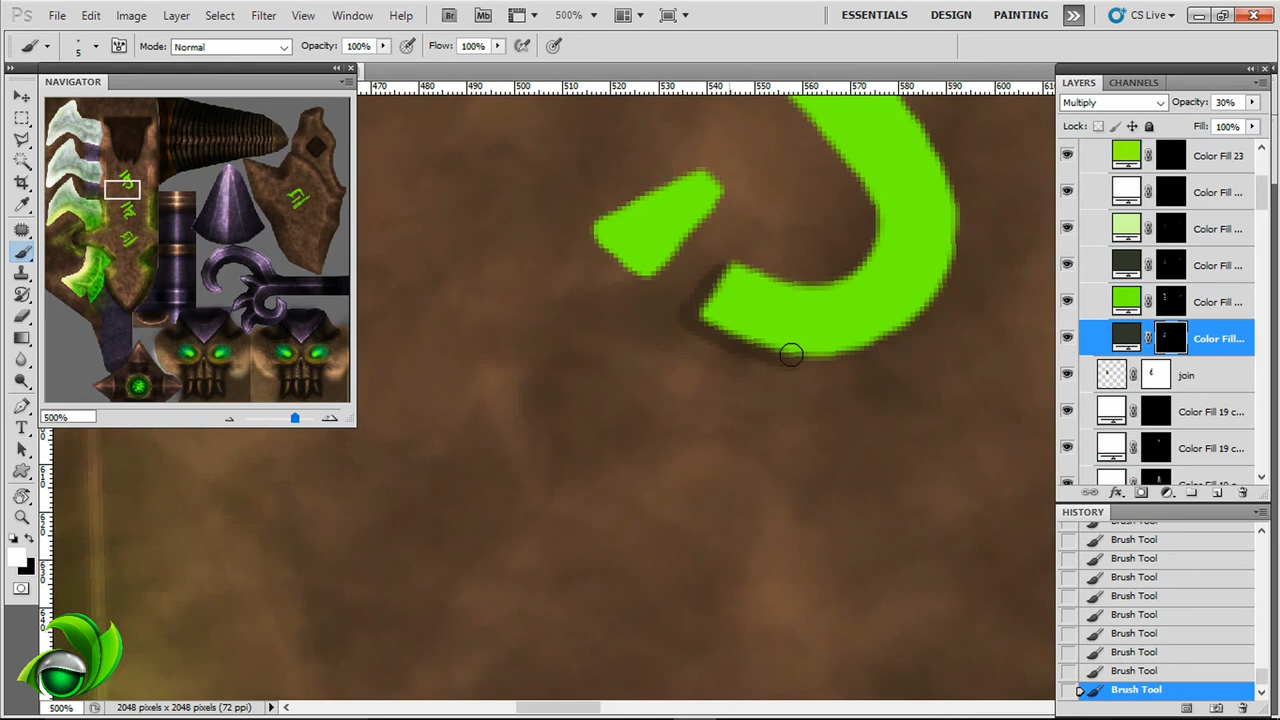 Ps File Edit Image Layer Select Filter View Window Help Br Mb 500% ESSENTIALS DESIGN PAINTING CS Live
5 Mode: Normal Opacity: 100% Flow: 100%
NAVIGATOR
500%
470 480 490 500 510 520 530 540 550 560 570 580 590 600
LAYERS CHANNELS
Multiply Opacity: 30%
Lock: Fill: 100%
Color Fill 23
Color Fill ...
Color Fill ...
Color Fill ...
Color Fill ...
Color Fill...
join
Color Fill 19 c...
Color Fill 19 c...
HISTORY
Brush Tool
Brush Tool
Brush Tool
Brush Tool
Brush Tool
Brush Tool
Brush Tool
Brush Tool
Brush Tool
500% 2048 pixels x 2048 pixels (72 ppi)